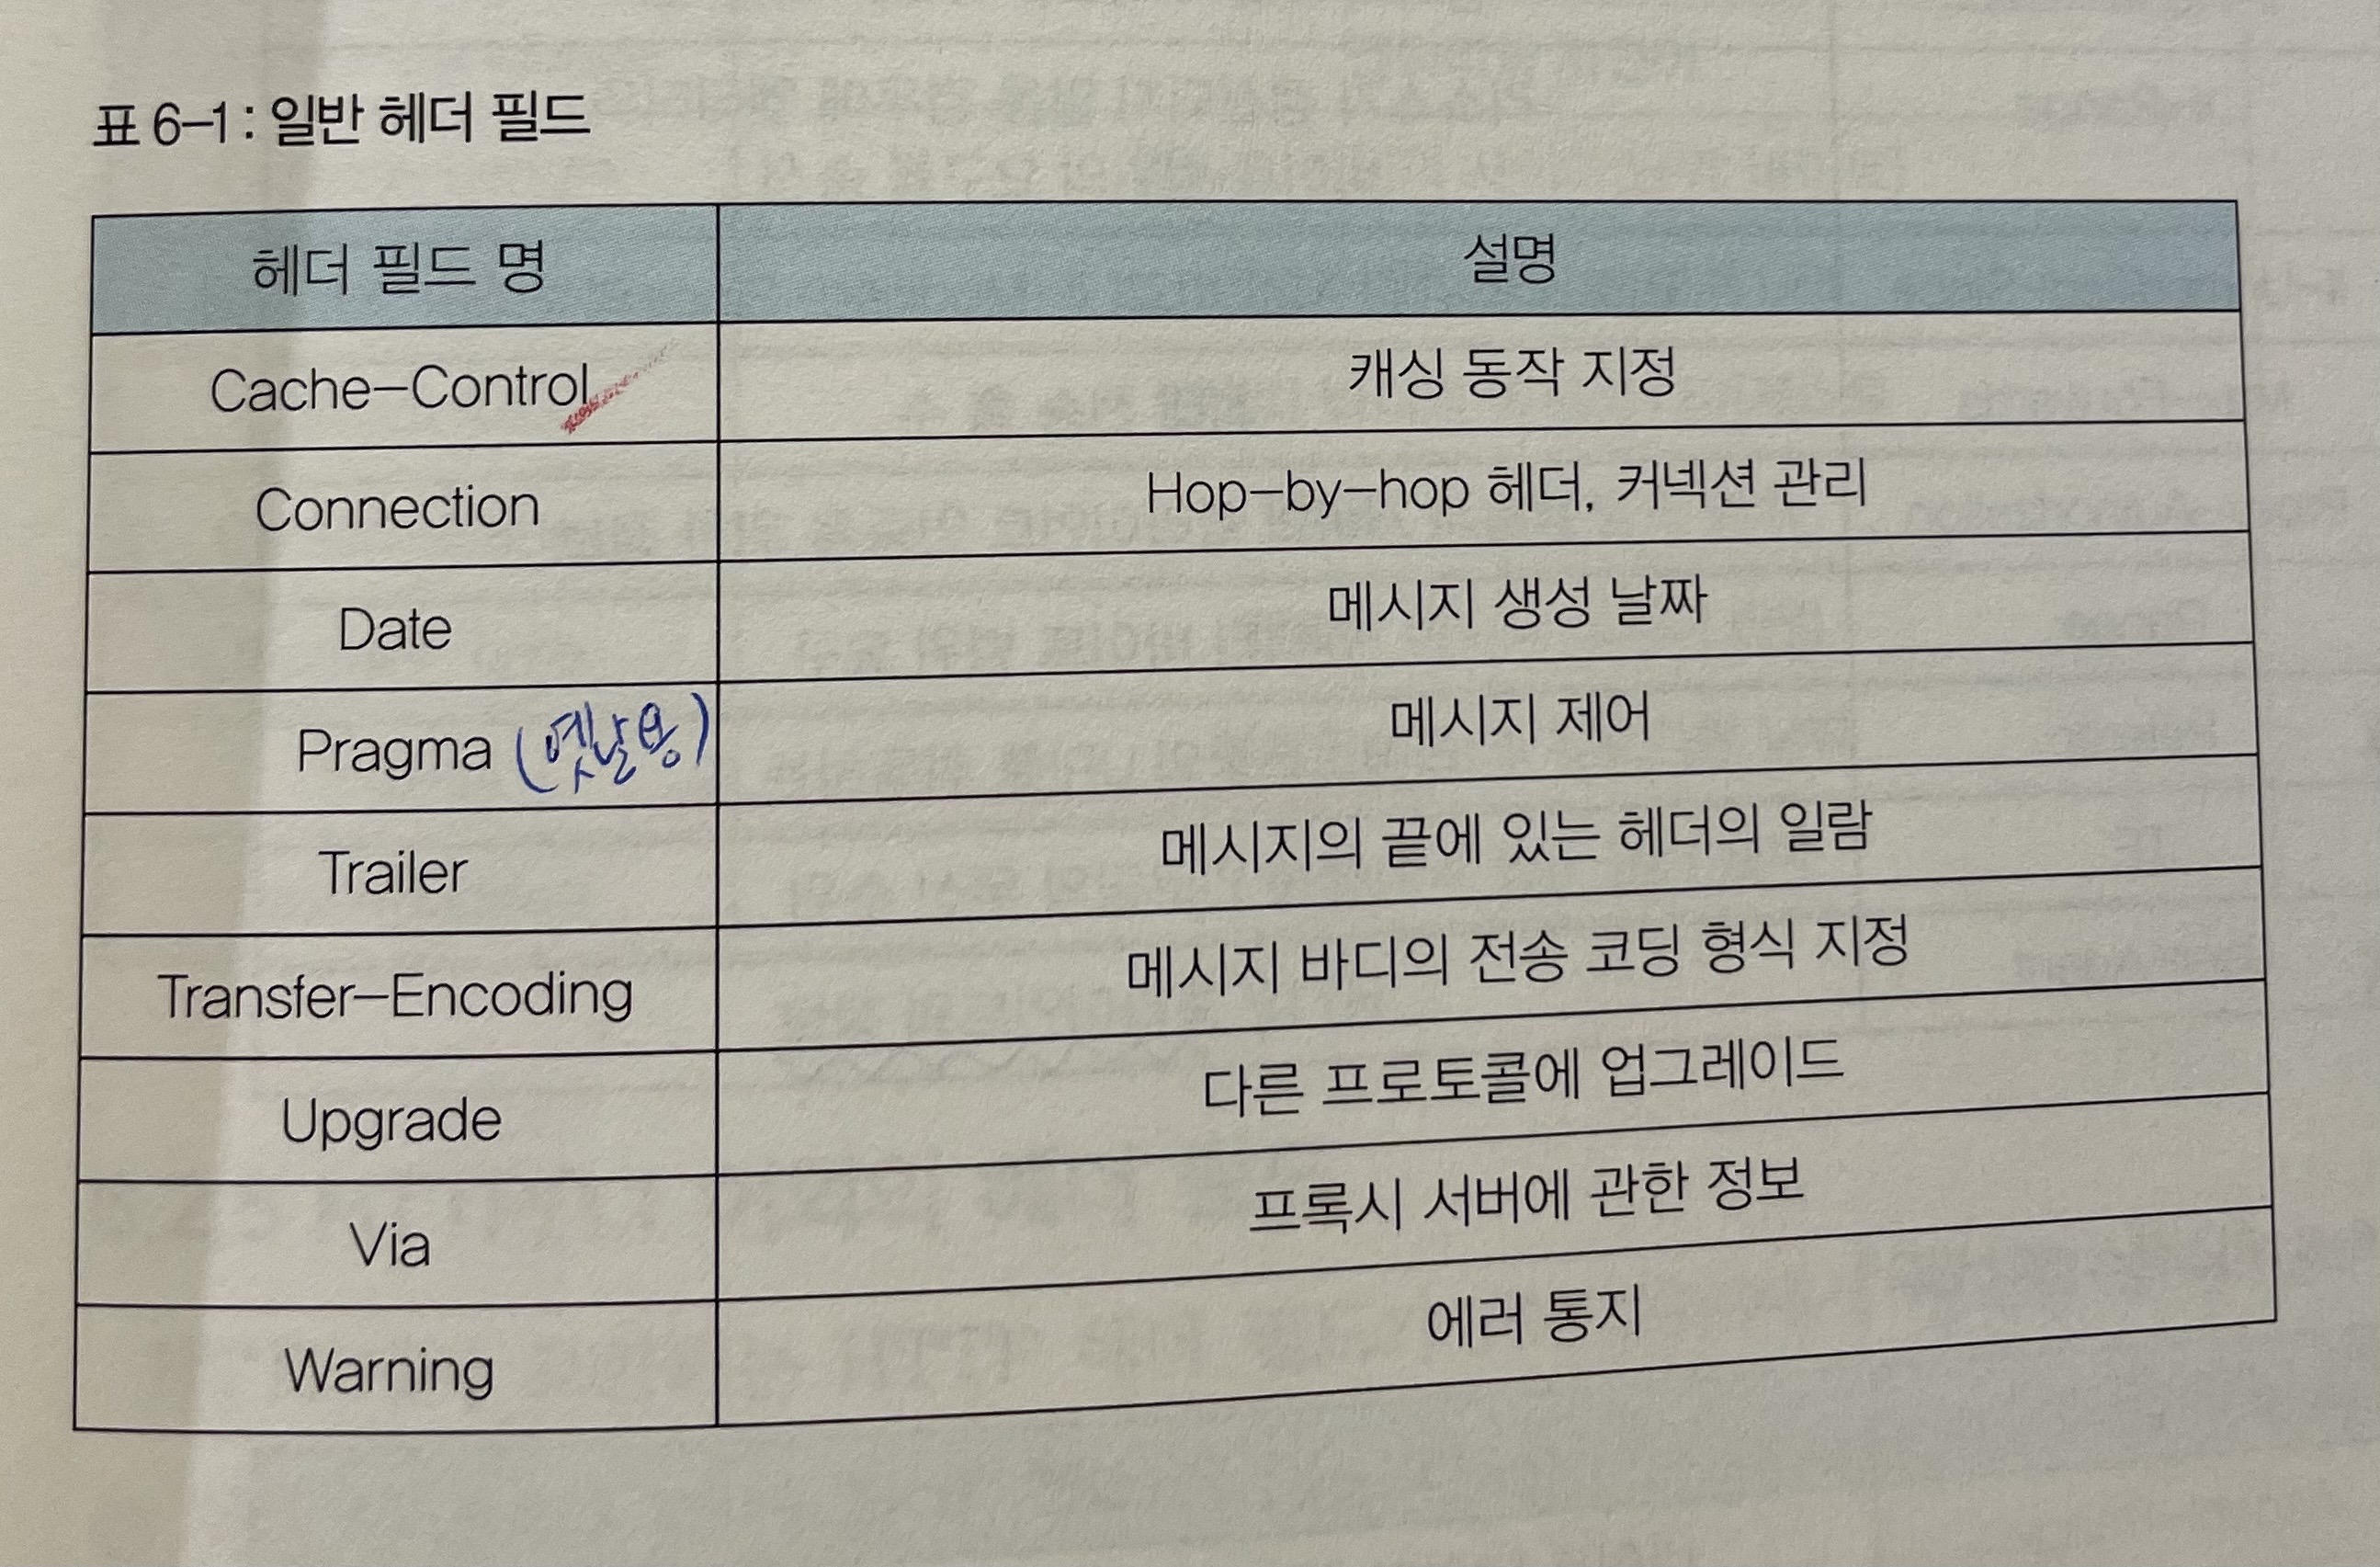 표 6-1 : 일반 헤더 필드
헤더 필드 명 설명
Cache-Control 캐싱 동작 지정
Connection Hop-by-hop 헤더, 커넥션 관리
Date 메시지 생성 날짜
Pragma (옛날용) 메시지 제어
Trailer 메시지의 끝에 있는 헤더의 일람
Transfer-Encoding 메시지 바디의 전송 코딩 형식 지정
Upgrade 다른 프로토콜에 업그레이드
Via 프록시 서버에 관한 정보
Warning 에러 통지